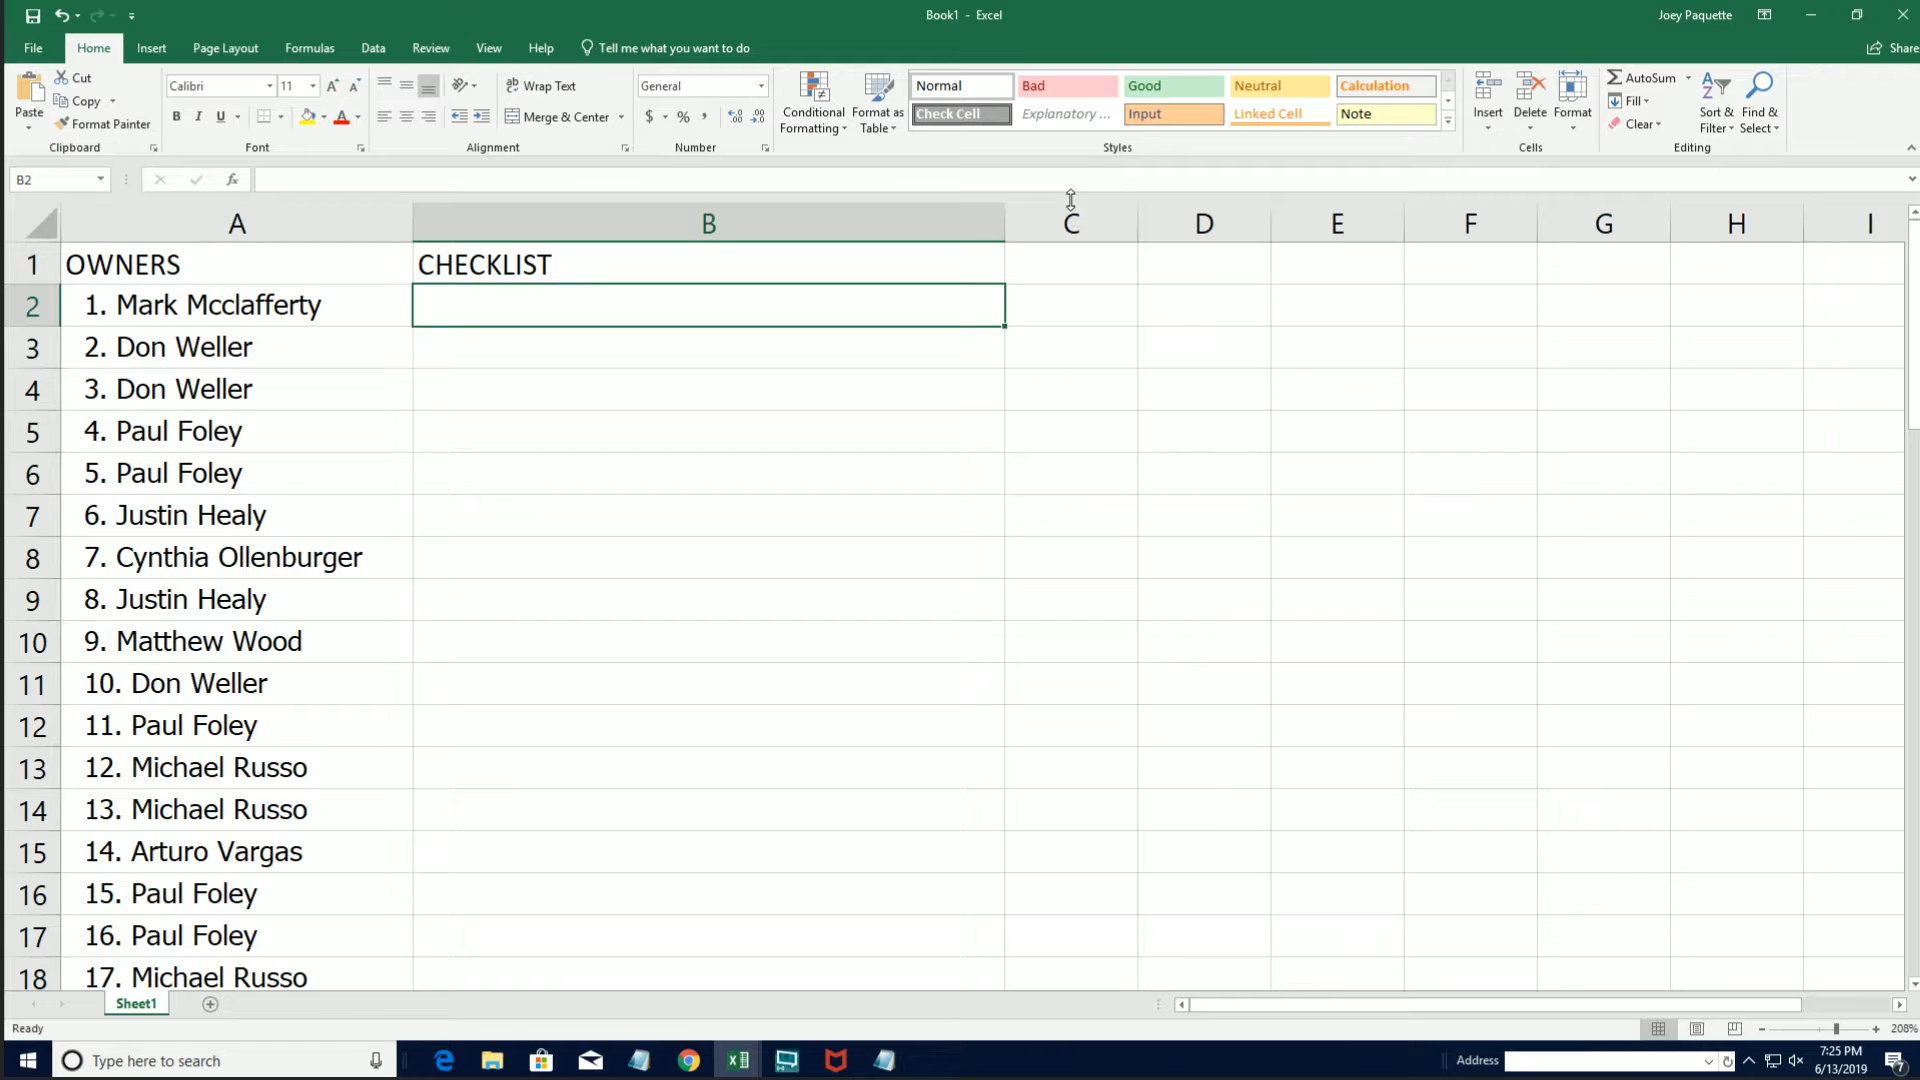 Book1 - Excel
Joey Paquette
File Home Insert Page Layout Formulas Data Review View Help Tell me what you want to do Share
Paste
Cut
Copy
Format Painter
Clipboard
Calibri 11
B I U
Font
Wrap Text
Merge & Center
Alignment
General
$ % ,
Number
Conditional Formatting
Format as Table
Normal Bad Good Neutral Calculation
Check Cell Explanatory ... Input Linked Cell Note
Styles
Insert Delete Format
Cells
AutoSum
Fill
Clear
Sort & Filter
Find & Select
Editing
B2
fx
A B C D E F G H I
1 OWNERS CHECKLIST
2 1. Mark Mcclafferty
3 2. Don Weller
4 3. Don Weller
5 4. Paul Foley
6 5. Paul Foley
7 6. Justin Healy
8 7. Cynthia Ollenburger
9 8. Justin Healy
10 9. Matthew Wood
11 10. Don Weller
12 11. Paul Foley
13 12. Michael Russo
14 13. Michael Russo
15 14. Arturo Vargas
16 15. Paul Foley
17 16. Paul Foley
18 17. Michael Russo
Sheet1
Ready
208%
Type here to search
Address
7:25 PM
6/13/2019
7